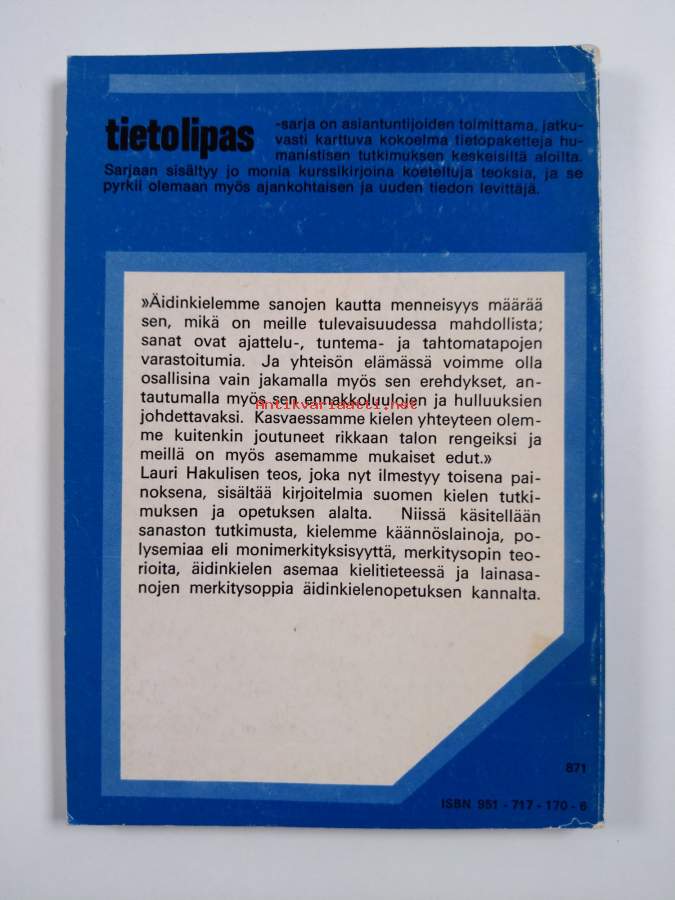 tietolipas
-sarja on asiantuntijoiden toimittama, jatku-
vasti karttuva kokoelma tietopaketteja hu-
manistisen tutkimuksen keskeisiltä aloilta.
Sarjaan sisältyy jo monia kurssikirjoina koeteltuja teoksia, ja se
pyrkii olemaan myös ajankohtaisen ja uuden tiedon levittäjä.
»Äidinkielemme sanojen kautta menneisyys määrää
sen, mikä on meille tulevaisuudessa mahdollista;
sanat ovat ajattelu-, tuntema- ja tahtomatapojen
varastoitumia. Ja yhteisön elämässä voimme olla
osallisina vain jakamalla myös sen erehdykset, an-
tautumalla myös sen ennakkoluulojen ja hulluuksien
Antikvariaatti.net
johdettavaksi. Kasvaessamme kielen yhteyteen olem-
me kuitenkin joutuneet rikkaan talon rengeiksi ja
meillä on myös asemamme mukaiset edut.»
Lauri Hakulisen teos, joka nyt ilmestyy toisena pai-
noksena, sisältää kirjoitelmia suomen kielen tutki-
muksen ja opetuksen alalta. Niissä käsitellään
sanaston tutkimusta, kielemme käännöslainoja, po-
lysemiaa eli monimerkityksisyyttä, merkitysopin teo-
rioita, äidinkielen asemaa kielitieteessä ja lainasa-
nojen merkitysoppia äidinkielenopetuksen kannalta.
871
ISBN 951 - 717 - 170 - 6